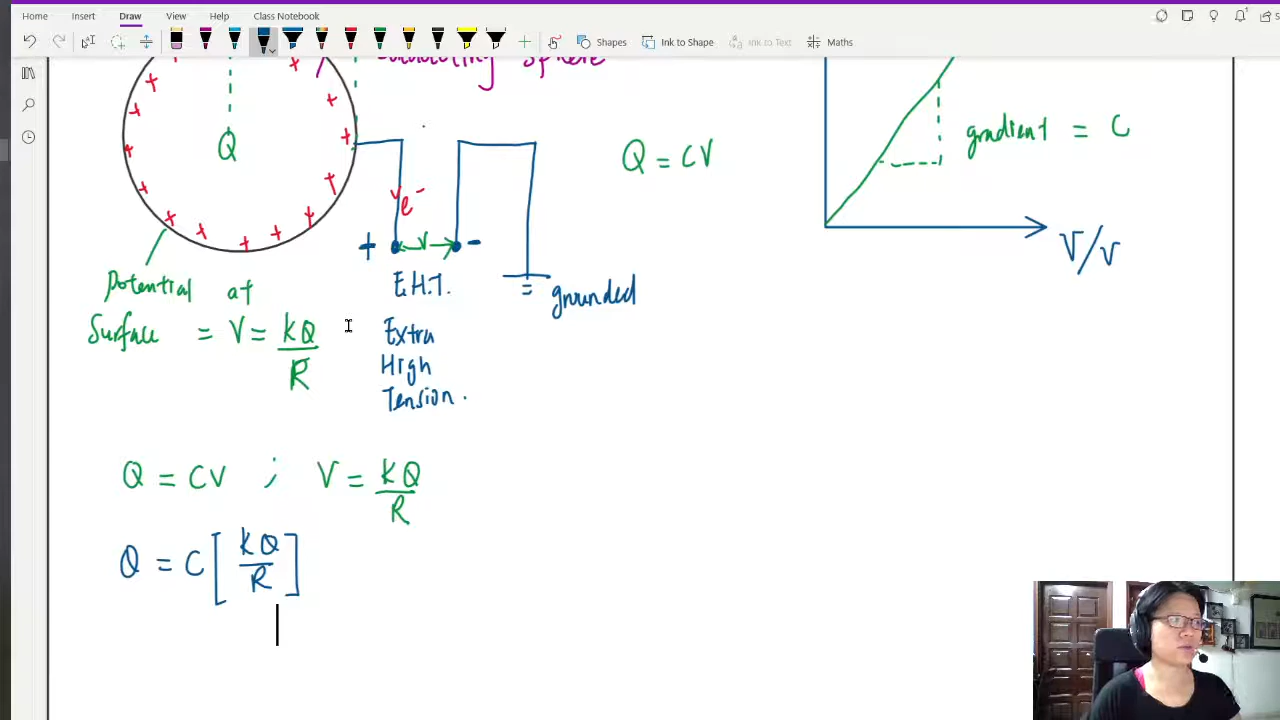 Home Insert Draw View Help Class Notebook
Shapes Ink to Shape Ink to Text Maths
Sphere
Q
Q = CV
gradient = C
e-
+ V -
V/V
E.H.T.
grounded
Potential at
Surface = V = kQ/R
Extra
High
Tension.
Q = CV ; V = kQ/R
Q = C [kQ/R]